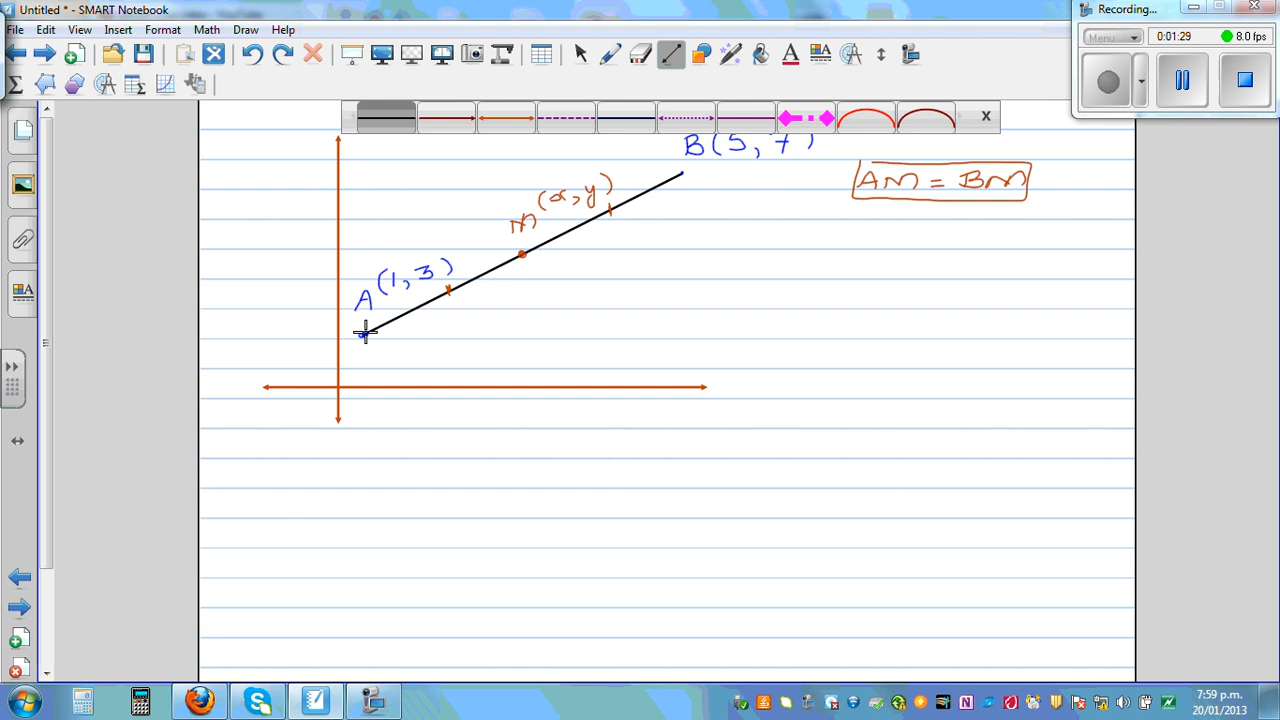 Untitled * - SMART Notebook
File Edit View Insert Format Math Draw Help
Recording...
Menu
0:01:29
8.0 fps
x
B(5, 7)
AM = BM
M(x, y)
A(1, 3)
7:59 p.m.
20/01/2013